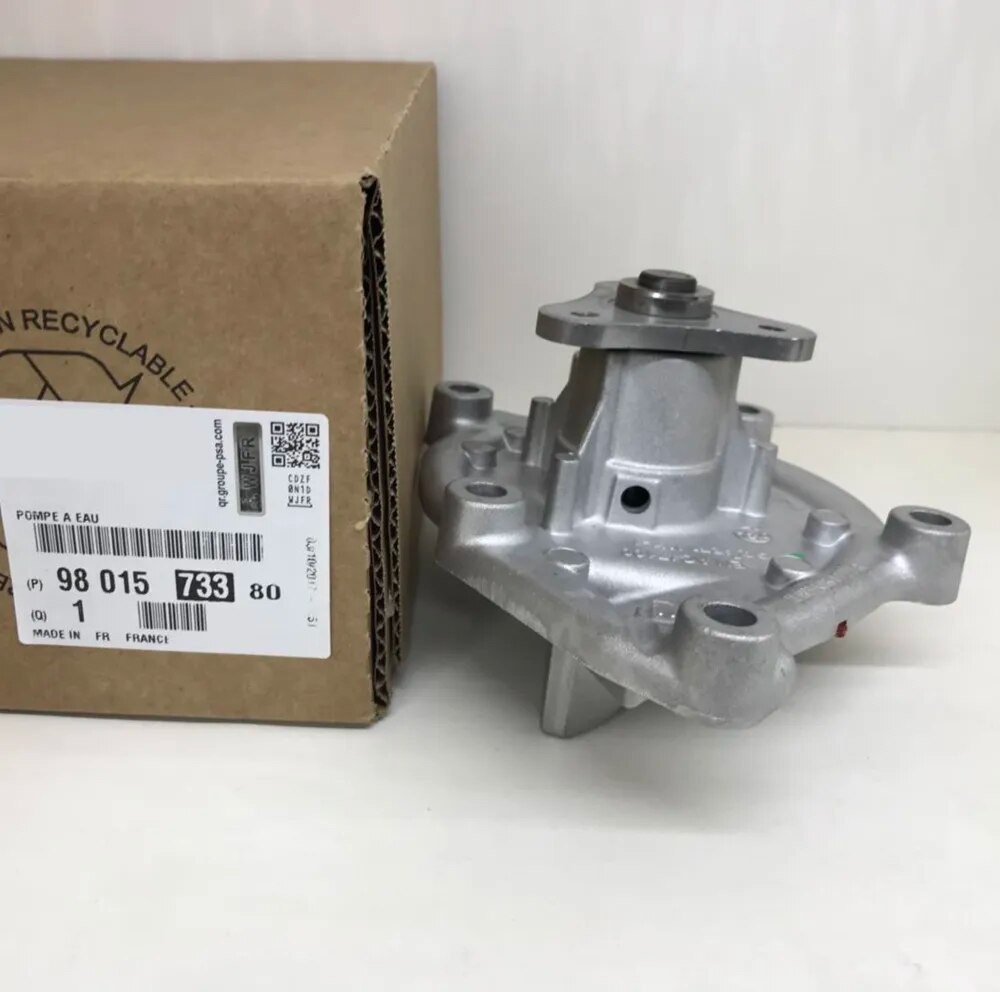 N RECYCLABLE
qr.groupe-psa.com
WJFR
CDZF
0N1D
WJFR
POMPE A EAU
(P) 98 015 733 80
(Q) 1
MADE IN FR FRANCE